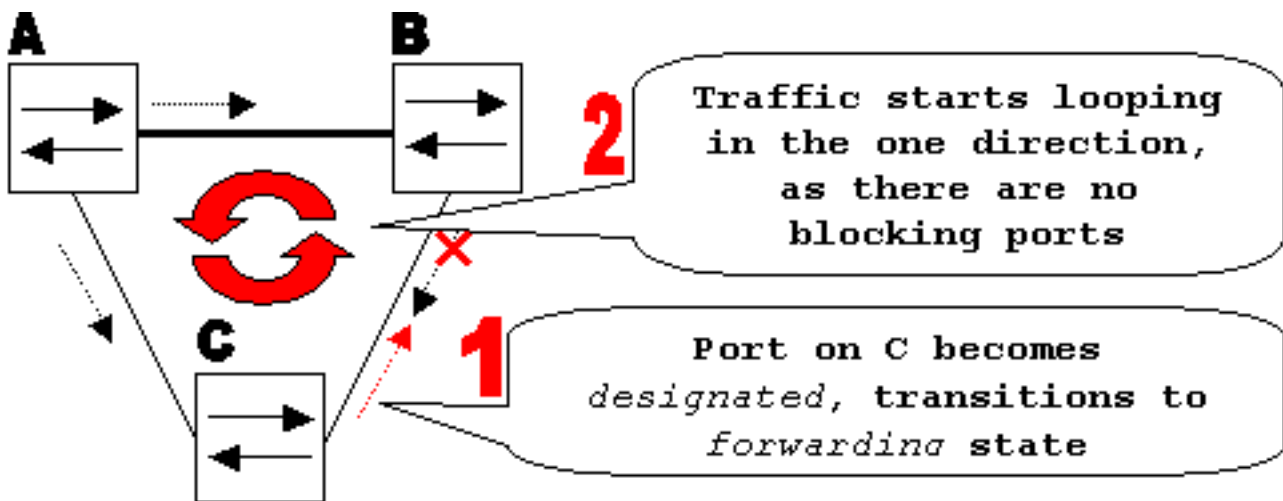 A
B
2
Traffic starts looping
in the one direction,
as there are no
blocking ports
C
1
Port on C becomes
designated, transitions to
forwarding state